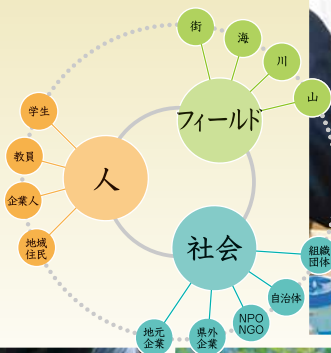 街
海
川
山
フィールド
学生
教員
企業人
地域
住民
人
社会
組織
団体
自治体
NPO
NGO
県外
企業
地元
企業